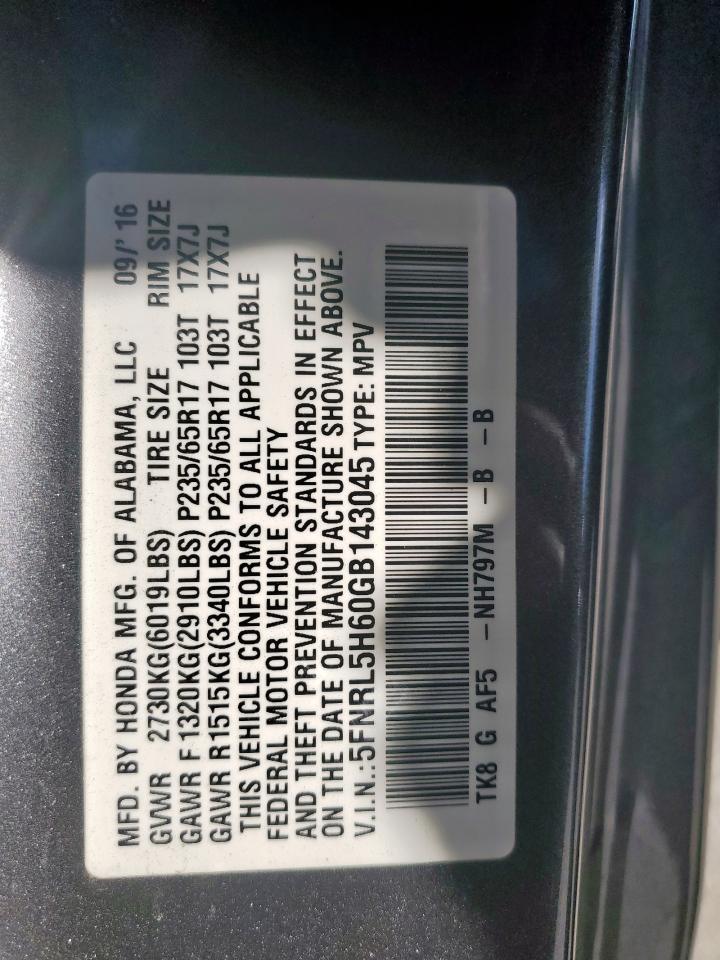 MFD. BY HONDA MFG. OF ALABAMA, LLC 09/' 16
GVWR 2730KG(6019LBS) TIRE SIZE RIM SIZE
GAWR F 1320KG(2910LBS) P235/65R17 103T 17X7J
GAWR R1515KG(3340LBS) P235/65R17 103T 17X7J
THIS VEHICLE CONFORMS TO ALL APPLICABLE
FEDERAL MOTOR VEHICLE SAFETY
AND THEFT PREVENTION STANDARDS IN EFFECT
ON THE DATE OF MANUFACTURE SHOWN ABOVE.
V.I.N.:5FNRL5H60GB143045 TYPE: MPV
TK8 G AF5 -NH797M -B -B